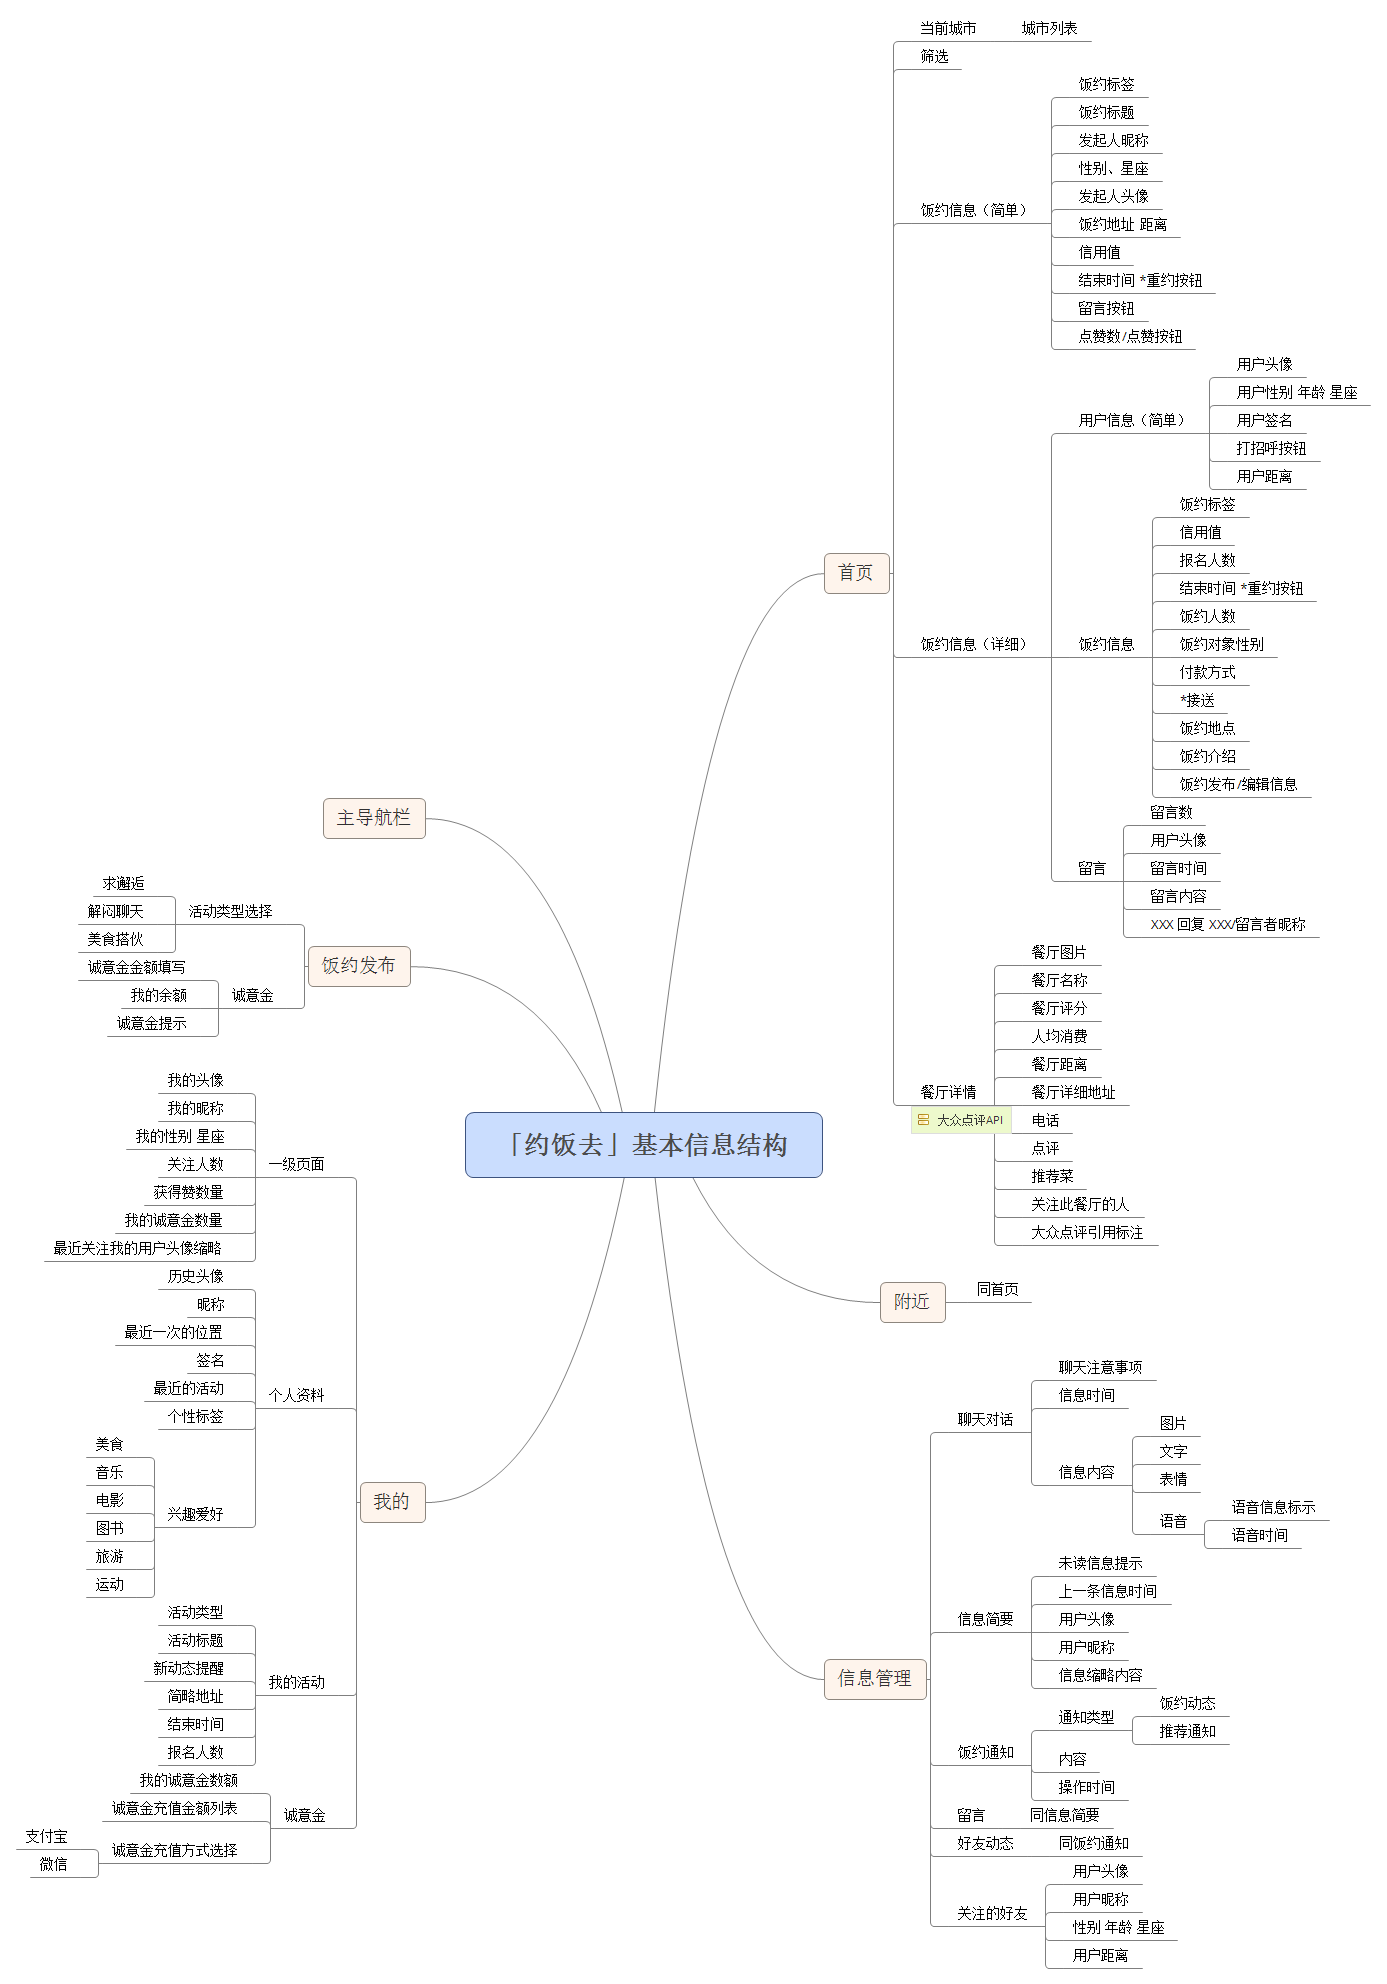 「约饭去」基本信息结构
首页
当前城市
城市列表
筛选
饭约信息（简单）
饭约标签
饭约标题
发起人昵称
性别、星座
发起人头像
饭约地址 距离
信用值
结束时间 *重约按钮
留言按钮
点赞数/点赞按钮
饭约信息（详细）
用户信息（简单）
用户头像
用户性别 年龄 星座
用户签名
打招呼按钮
用户距离
饭约信息
饭约标签
信用值
报名人数
结束时间 *重约按钮
饭约人数
饭约对象性别
付款方式
*接送
饭约地点
饭约介绍
饭约发布/编辑信息
留言
留言数
用户头像
留言时间
留言内容
XXX 回复 XXX/留言者昵称
餐厅详情
大众点评API
餐厅图片
餐厅名称
餐厅评分
人均消费
餐厅距离
餐厅详细地址
电话
点评
推荐菜
关注此餐厅的人
大众点评引用标注
附近
同首页
信息管理
聊天对话
聊天注意事项
信息时间
信息内容
图片
文字
表情
语音
语音信息标示
语音时间
信息简要
未读信息提示
上一条信息时间
用户头像
用户昵称
信息缩略内容
饭约通知
通知类型
饭约动态
推荐通知
内容
操作时间
留言
同信息简要
好友动态
同饭约通知
关注的好友
用户头像
用户昵称
性别 年龄 星座
用户距离
主导航栏
饭约发布
活动类型选择
求邂逅
解闷聊天
美食搭伙
诚意金
诚意金金额填写
我的余额
诚意金提示
我的
一级页面
我的头像
我的昵称
我的性别 星座
关注人数
获得赞数量
我的诚意金数量
最近关注我的用户头像缩略
个人资料
历史头像
昵称
最近一次的位置
签名
最近的活动
个性标签
兴趣爱好
美食
音乐
电影
图书
旅游
运动
我的活动
活动类型
活动标题
新动态提醒
简略地址
结束时间
报名人数
诚意金
我的诚意金数额
诚意金充值金额列表
诚意金充值方式选择
支付宝
微信